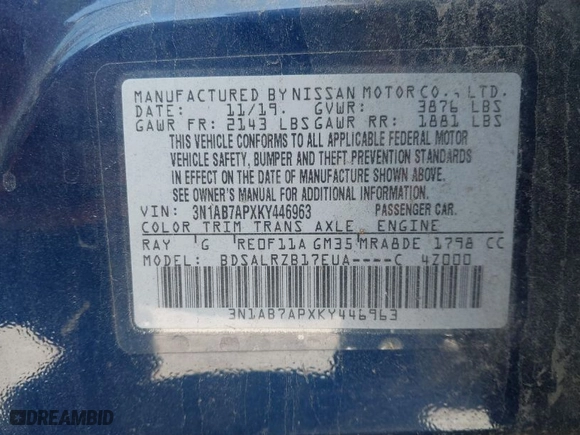 MANUFACTURED BY NISSAN MOTOR CO., LTD.
DATE: 11/19. GVWR: 3876 LBS
GAWR FR: 2143 LBS GAWR RR: 1881 LBS
THIS VEHICLE CONFORMS TO ALL APPLICABLE FEDERAL MOTOR
VEHICLE SAFETY, BUMPER AND THEFT PREVENTION STANDARDS
IN EFFECT ON THE DATE OF MANUFACTURE SHOWN ABOVE.
SEE OWNER'S MANUAL FOR ADDITIONAL INFORMATION.
VIN: 3N1AB7APXKY446963 PASSENGER CAR.
COLOR TRIM TRANS AXLE. ENGINE
RAY G RE0F11A GM35 MRA8DE 1798 CC
MODEL: BDSALRZB17EUA----C 4Z000
3N1AB7APXKY446963
DREAMBID